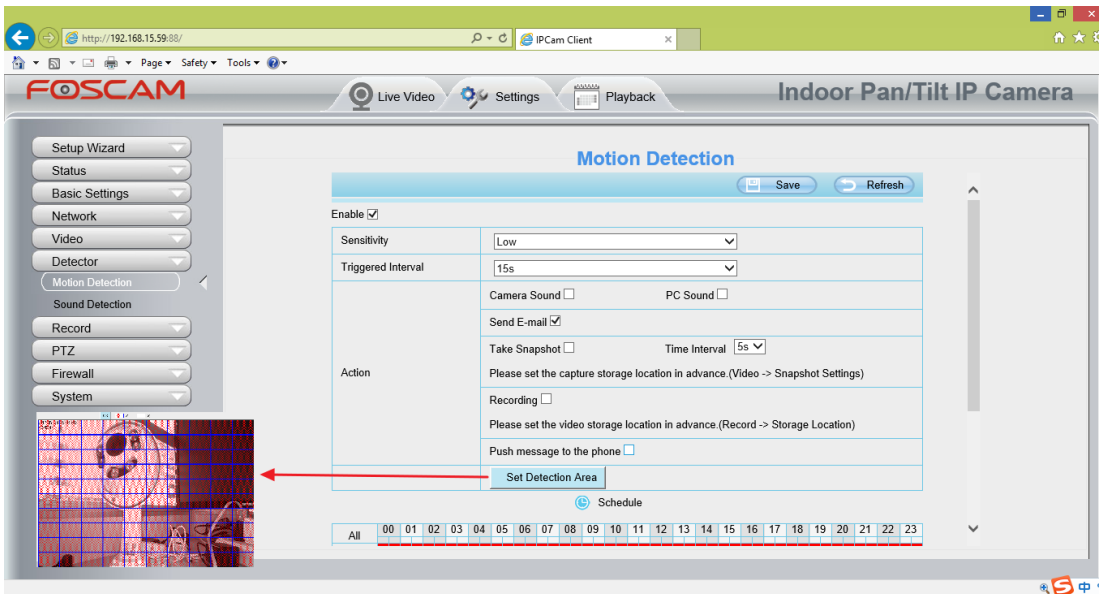 http://192.168.15.59:88/
IPCam Client
Page Safety Tools
FOSCAM
Live Video
Settings
Playback
Indoor Pan/Tilt IP Camera
Setup Wizard
Status
Basic Settings
Network
Video
Detector
Motion Detection
Sound Detection
Record
PTZ
Firewall
System
Motion Detection
Save
Refresh
Enable
Sensitivity
Low
Triggered Interval
15s
Action
Camera Sound
PC Sound
Send E-mail
Take Snapshot
Time Interval 5s
Please set the capture storage location in advance.(Video -> Snapshot Settings)
Recording
Please set the video storage location in advance.(Record -> Storage Location)
Push message to the phone
Set Detection Area
Schedule
All 00 01 02 03 04 05 06 07 08 09 10 11 12 13 14 15 16 17 18 19 20 21 22 23
中